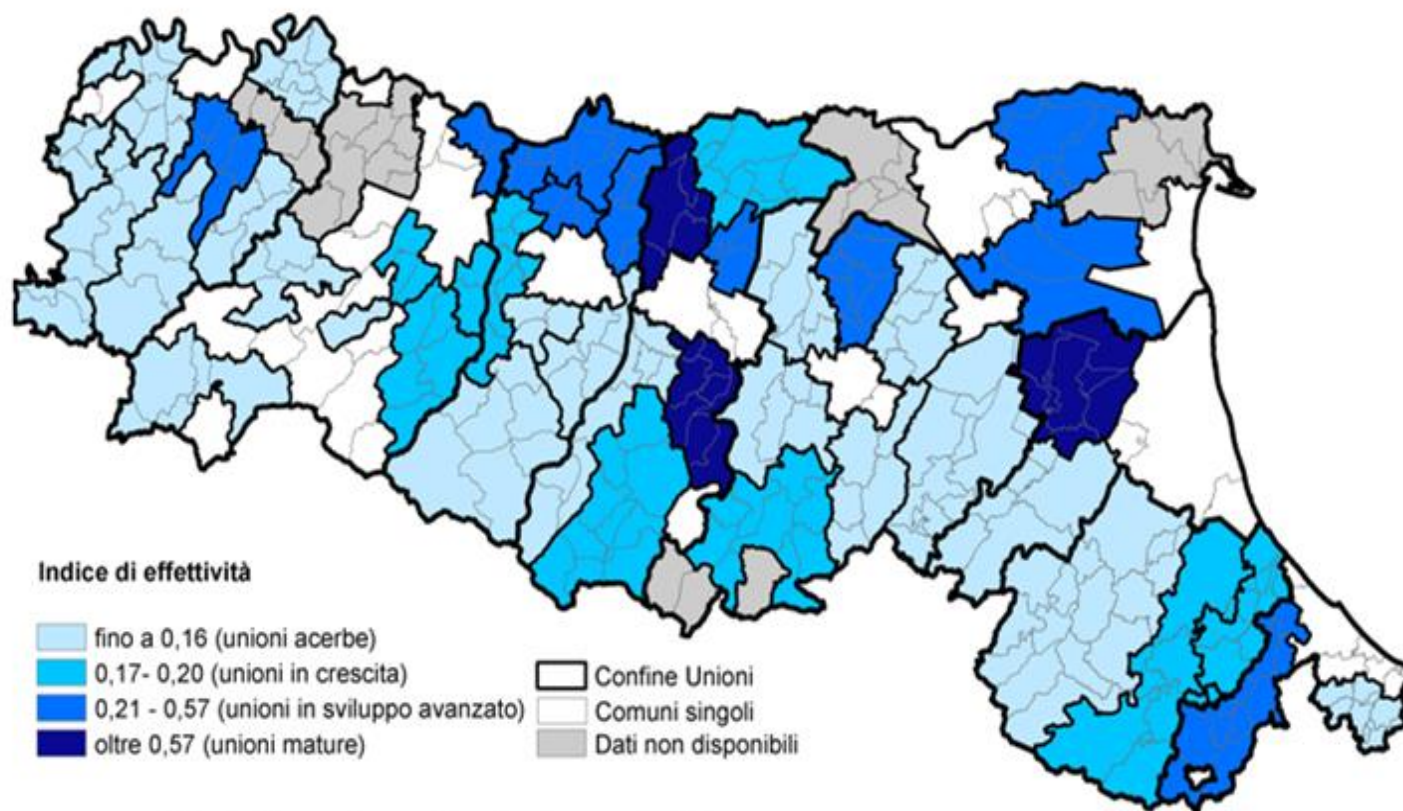 Indice di effettività
fino a 0,16 (unioni acerbe)
0,17- 0,20 (unioni in crescita)
0,21 - 0,57 (unioni in sviluppo avanzato)
oltre 0,57 (unioni mature)
Confine Unioni
Comuni singoli
Dati non disponibili